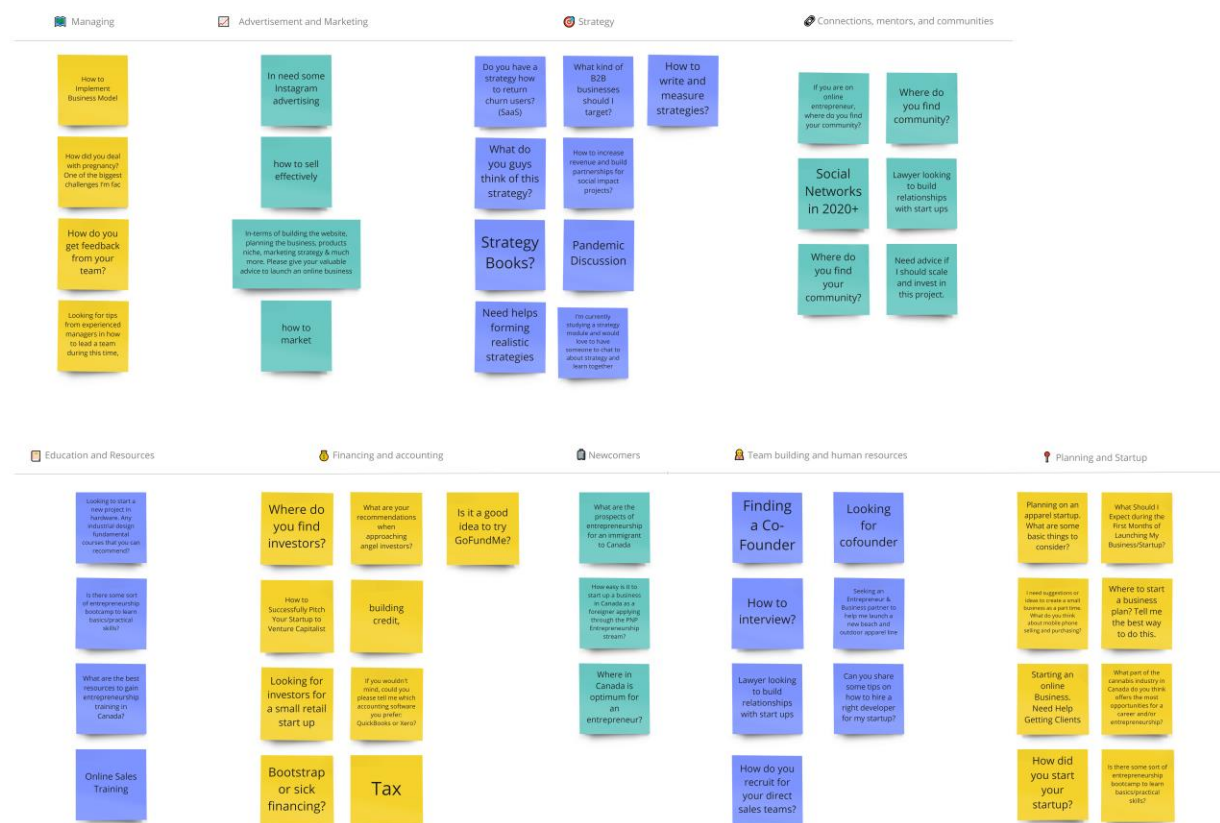 Managing
Advertisement and Marketing
Strategy
Connections, mentors, and communities
How to
Implement
Business Model
How did you deal
with pregnancy?
One of the biggest
challenges I'm fac
How do you
get feedback
from your
team?
Looking for tips
from experienced
managers in how
to lead a team
during this time,
In need some
Instagram
advertising
how to sell
effectively
In-terms of building the website,
planning the business, products
niche, marketing strategy & much
more. Please give your valuable
advice to launch an online business
how to
market
Do you have a
strategy how
to return
churn users?
(SaaS)
What kind of
B2B
businesses
should I
target?
How to
write and
measure
strategies?
What do
you guys
think of this
strategy?
How to increase
revenue and build
partnerships for
social impact
projects?
Strategy
Books?
Pandemic
Discussion
Need helps
forming
realistic
strategies
I'm currently
studying a strategy
module and would
love to have
someone to chat to
about strategy and
learn together
If you are on
online
entrepreneur,
where do you find
your community?
Where do
you find
community?
Social
Networks
in 2020+
Lawyer looking
to build
relationships
with start ups
Where do
you find
your
community?
Need advice if
I should scale
and invest in
this project.
Education and Resources
Financing and accounting
Newcomers
Team building and human resources
Planning and Startup
Looking to start a
new project in
hardware. Any
industrial design
fundamental
courses that you can
recommend?
Is there some sort
of entrepreneurship
bootcamp to learn
basics/practical
skills?
What are the best
resources to gain
entrepreneurship
training in
Canada?
Online Sales
Training
Where do
you find
investors?
What are your
recommendations
when
approaching
angel investors?
Is it a good
idea to try
GoFundMe?
How to
Successfully Pitch
Your Startup to
Venture Capitalist
building
credit,
Looking for
investors for
a small retail
start up
If you wouldn't
mind, could you
please tell me which
accounting software
you prefer:
QuickBooks or Xero?
Bootstrap
or sick
financing?
Tax
What are the
prospects of
entrepreneurship
for an immigrant
to Canada
How easy is it to
start up a business
in Canada as a
foreigner applying
through the PNP
Entrepreneurship
stream?
Where in
Canada is
optimum for
an
entrepreneur?
Finding
a Co-
Founder
Looking
for
cofounder
How to
interview?
Seeking an
Entrepreneur &
Business partner to
help me launch a
new beach and
outdoor apparel line
Lawyer looking
to build
relationships
with start ups
Can you share
some tips on
how to hire a
right developer
for my startup?
How do you
recruit for
your direct
sales teams?
Planning on an
apparel startup.
What are some
basic things to
consider?
What Should I
Expect during the
First Months of
Launching My
Business/Startup?
I need suggestions or
ideas to create a small
business as a part time.
What do you think
about mobile phone
selling and purchasing?
Where to start
a business
plan? Tell me
the best way
to do this.
Starting an
online
Business.
Need Help
Getting Clients
What part of the
cannabis industry in
Canada do you think
offers the most
opportunities for a
career and/or
entrepreneurship?
How did
you start
your
startup?
Is there some sort of
entrepreneurship
bootcamp to learn
basics/practical
skills?